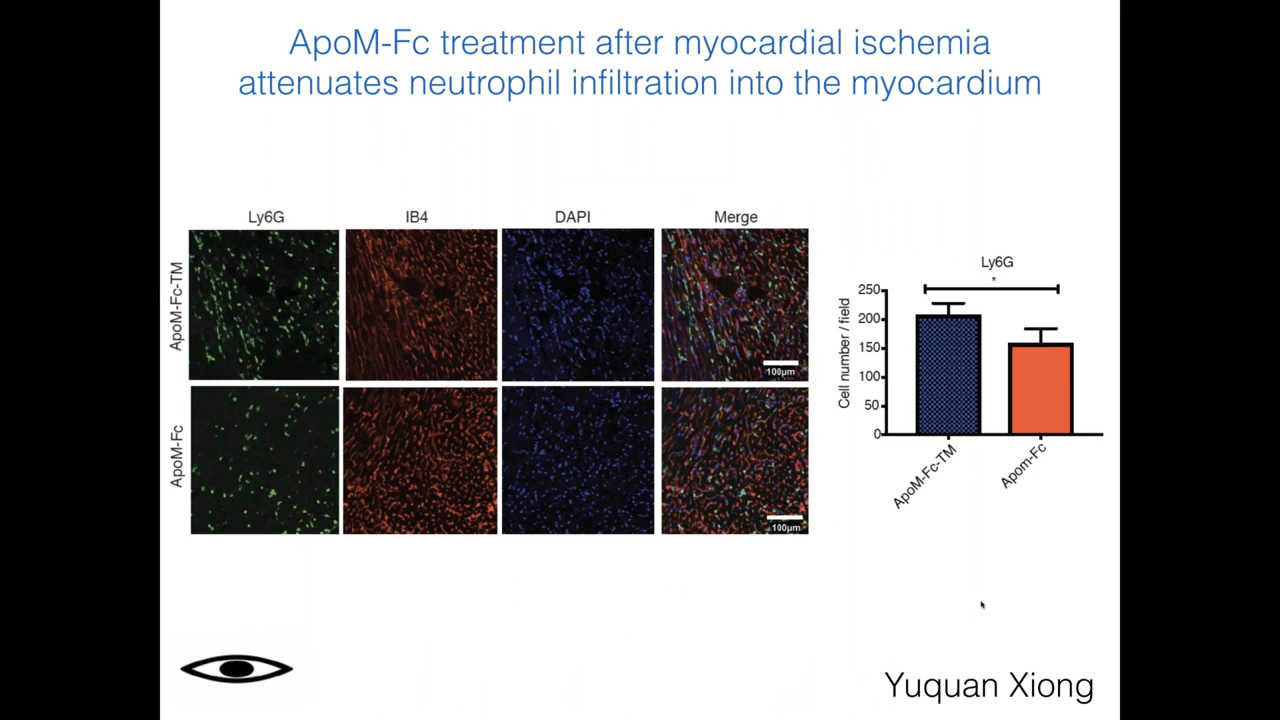 ApoM-Fc treatment after myocardial ischemia
attenuates neutrophil infiltration into the myocardium
Ly6G
IB4
DAPI
Merge
ApoM-Fc-TM
100μm
ApoM-Fc
100μm
Ly6G
*
Cell number / field
250
200
150
100
50
0
ApoM-Fc-TM
Apom-Fc
Yuquan Xiong